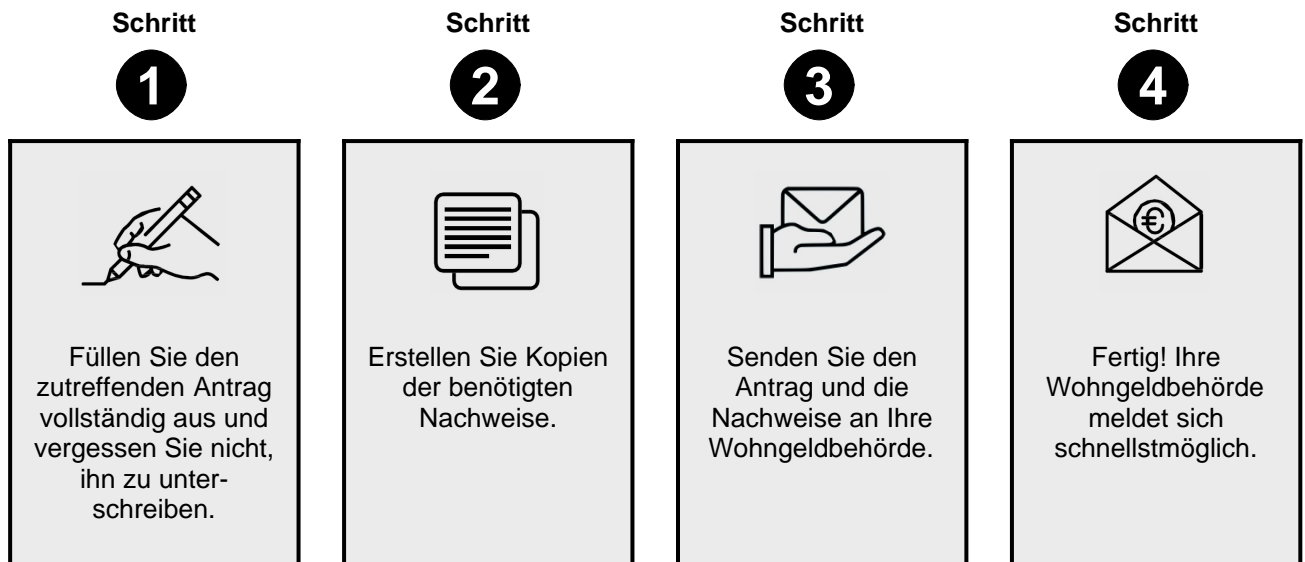 Schritt
1
Füllen Sie den
zutreffenden Antrag
vollständig aus und
vergessen Sie nicht,
ihn zu unter-
schreiben.
Schritt
2
Erstellen Sie Kopien
der benötigten
Nachweise.
Schritt
3
Senden Sie den
Antrag und die
Nachweise an Ihre
Wohngeldbehörde.
Schritt
4
€
Fertig! Ihre
Wohngeldbehörde
meldet sich
schnellstmöglich.